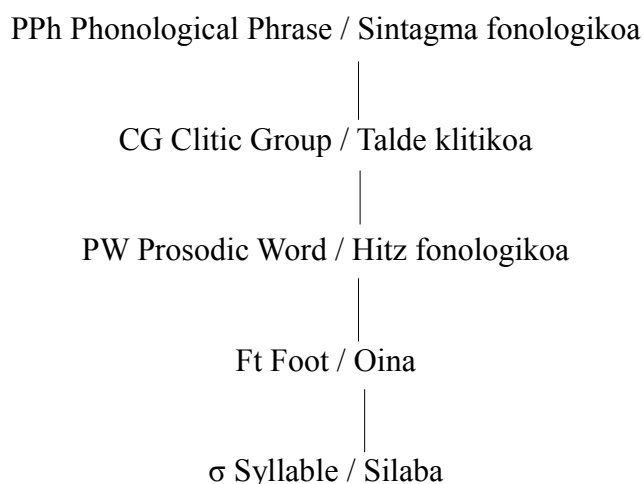 PPh Phonological Phrase / Sintagma fonologikoa
CG Clitic Group / Talde klitikoa
PW Prosodic Word / Hitz fonologikoa
Ft Foot / Oina
σ Syllable / Silaba